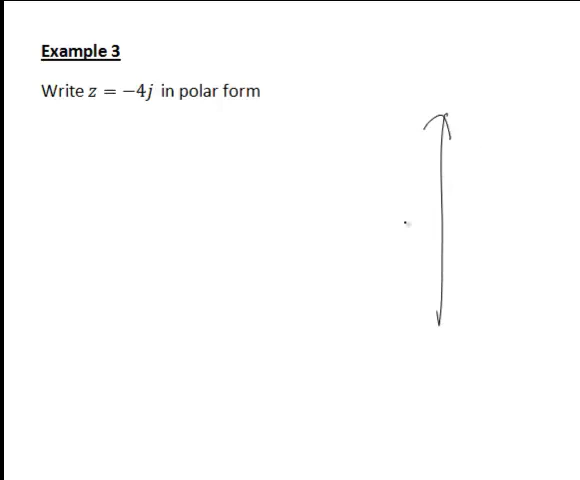 Example 3
Write z = −4j in polar form